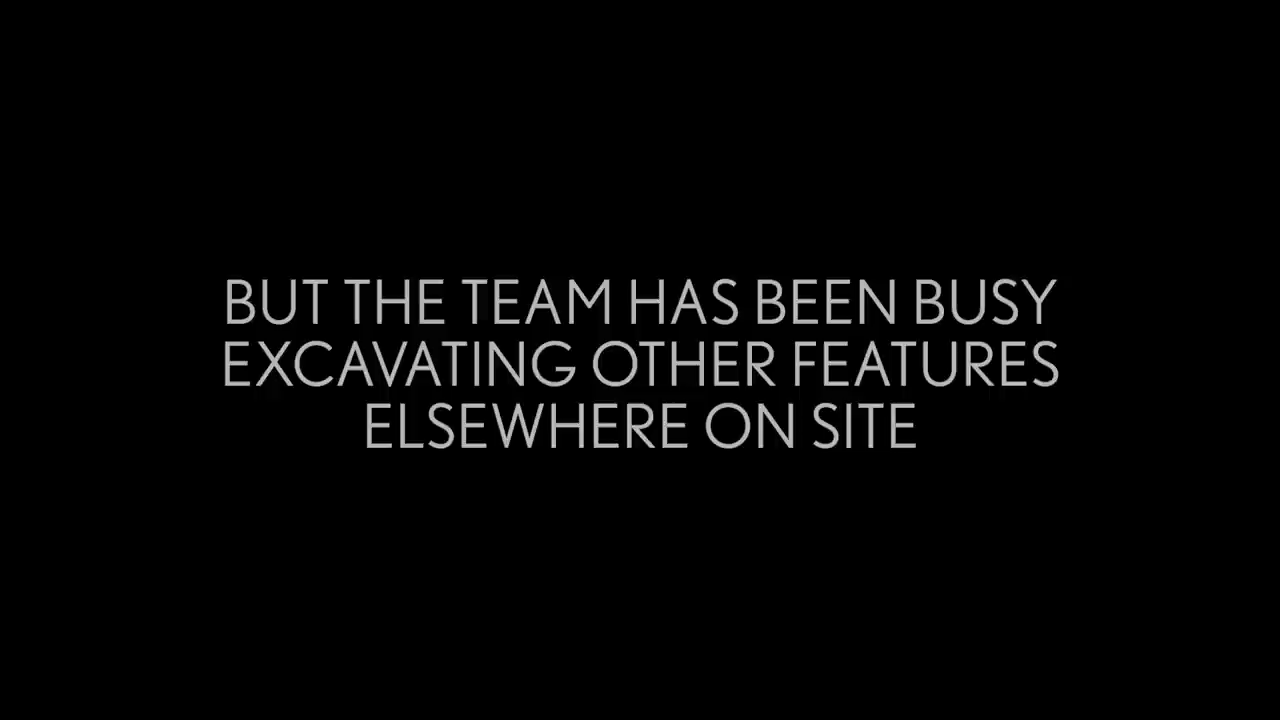 BUT THE TEAM HAS BEEN BUSY
EXCAVATING OTHER FEATURES
ELSEWHERE ON SITE